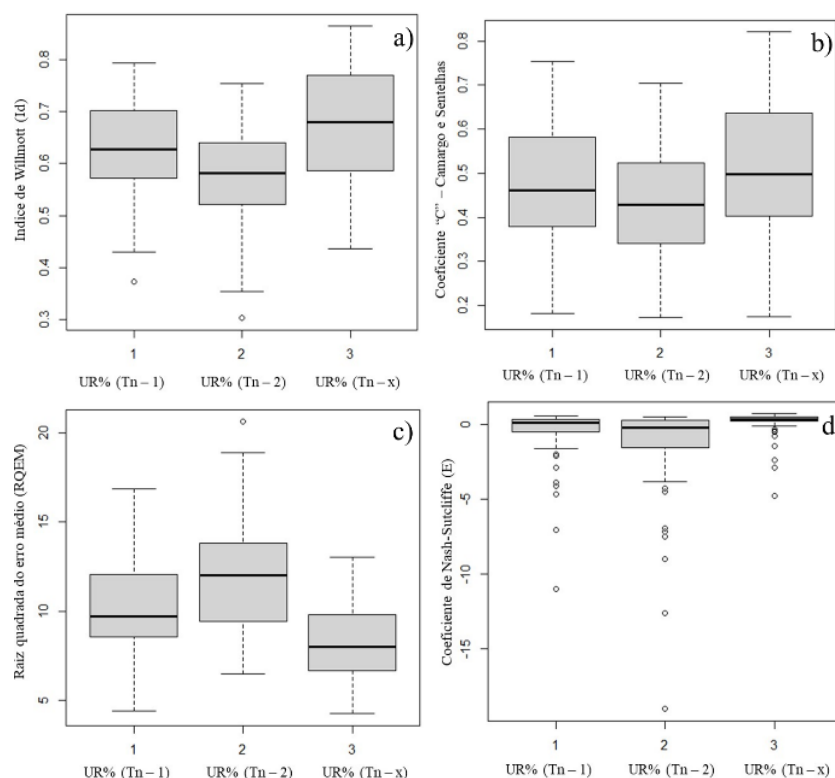 a)
Indice de Willmott (Id)
0.8
0.7
0.6
0.5
0.4
0.3
1 2 3
UR% (Tn – 1) UR% (Tn – 2) UR% (Tn – x)
b)
Coeficiente “C” – Camargo e Sentelhas
0.8
0.7
0.6
0.5
0.4
0.3
0.2
1 2 3
UR% (Tn – 1) UR% (Tn – 2) UR% (Tn – x)
c)
Raiz quadrada do erro médio (RQEM)
20
15
10
5
1 2 3
UR% (Tn – 1) UR% (Tn – 2) UR% (Tn – x)
d
Coeficiente de Nash-Sutcliffe (E)
0
-5
-10
-15
1 2 3
UR% (Tn – 1) UR% (Tn – 2) UR% (Tn – x)